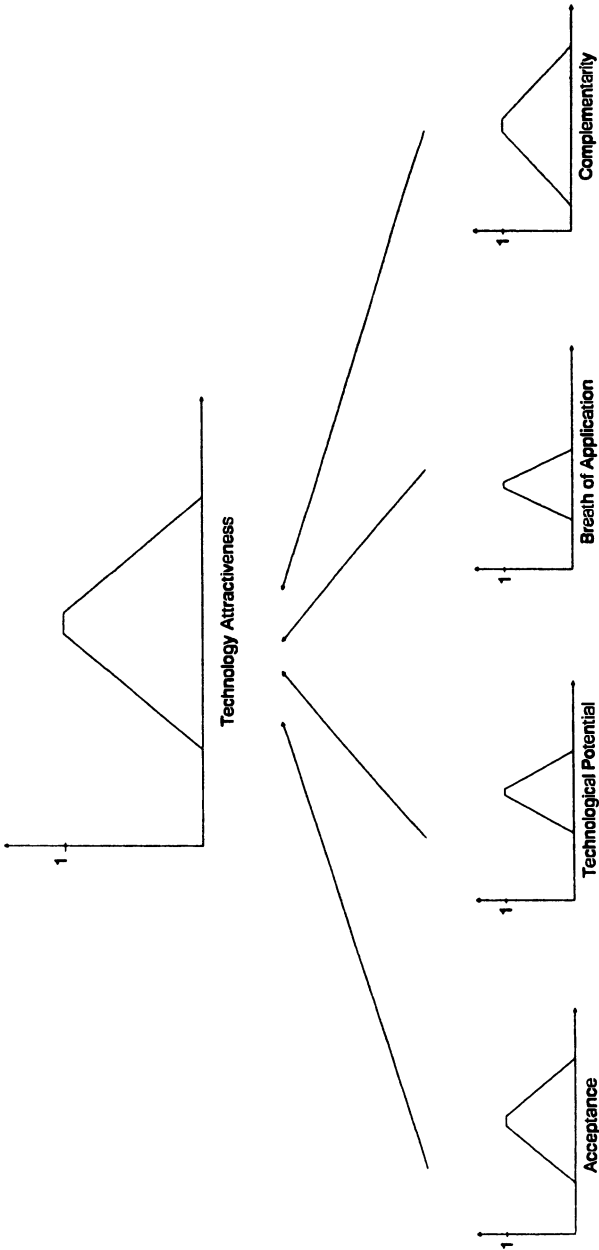 1
Technology Attractiveness
1
Acceptance
1
Technological Potential
1
Breath of Application
1
Complementarity